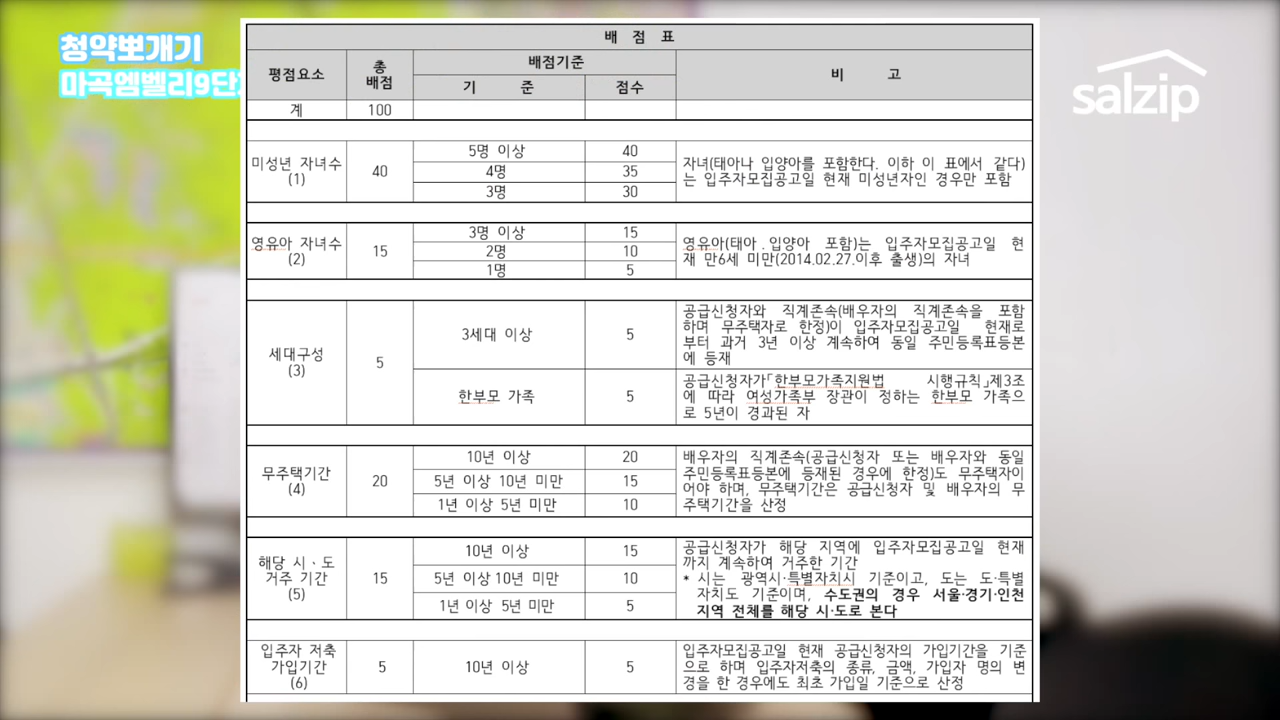 청약뽀개기
마곡엠벨리9단
salzip
배 점 표
평점요소
총
배점
배점기준
비 고
기 준
점수
계
100
미성년 자녀수
(1)
40
5명 이상
40
4명
35
3명
30
자녀(태아나 입양아를 포함한다. 이하 이 표에서 같다)
는 입주자모집공고일 현재 미성년자인 경우만 포함
영유아 자녀수
(2)
15
3명 이상
15
2명
10
1명
5
영유아(태아 . 입양아 포함)는 입주자모집공고일 현
재 만6세 미만(2014.02.27.이후 출생)의 자녀
세대구성
(3)
5
3세대 이상
5
공급신청자와 직계존속(배우자의 직계존속을 포함
하며 무주택자로 한정)이 입주자모집공고일 현재로
부터 과거 3년 이상 계속하여 동일 주민등록표등본
에 등재
한부모 가족
5
공급신청자가「한부모가족지원법 시행규칙」제3조
에 따라 여성가족부 장관이 정하는 한부모 가족으
로 5년이 경과된 자
무주택기간
(4)
20
10년 이상
20
5년 이상 10년 미만
15
1년 이상 5년 미만
10
배우자의 직계존속(공급신청자 또는 배우자와 동일
주민등록표등본에 등재된 경우에 한정)도 무주택자이
어야 하며, 무주택기간은 공급신청자 및 배우자의 무
주택기간을 산정
해당 시ㆍ도
거주 기간
(5)
15
10년 이상
15
5년 이상 10년 미만
10
1년 이상 5년 미만
5
공급신청자가 해당 지역에 입주자모집공고일 현재
까지 계속하여 거주한 기간
* 시는 광역시·특별자치시 기준이고, 도는 도·특별
자치도 기준이며, 수도권의 경우 서울·경기·인천
지역 전체를 해당 시·도로 본다
입주자 저축
가입기간
(6)
5
10년 이상
5
입주자모집공고일 현재 공급신청자의 가입기간을 기준
으로 하며 입주자저축의 종류, 금액, 가입자 명의 변
경을 한 경우에도 최초 가입일 기준으로 산정